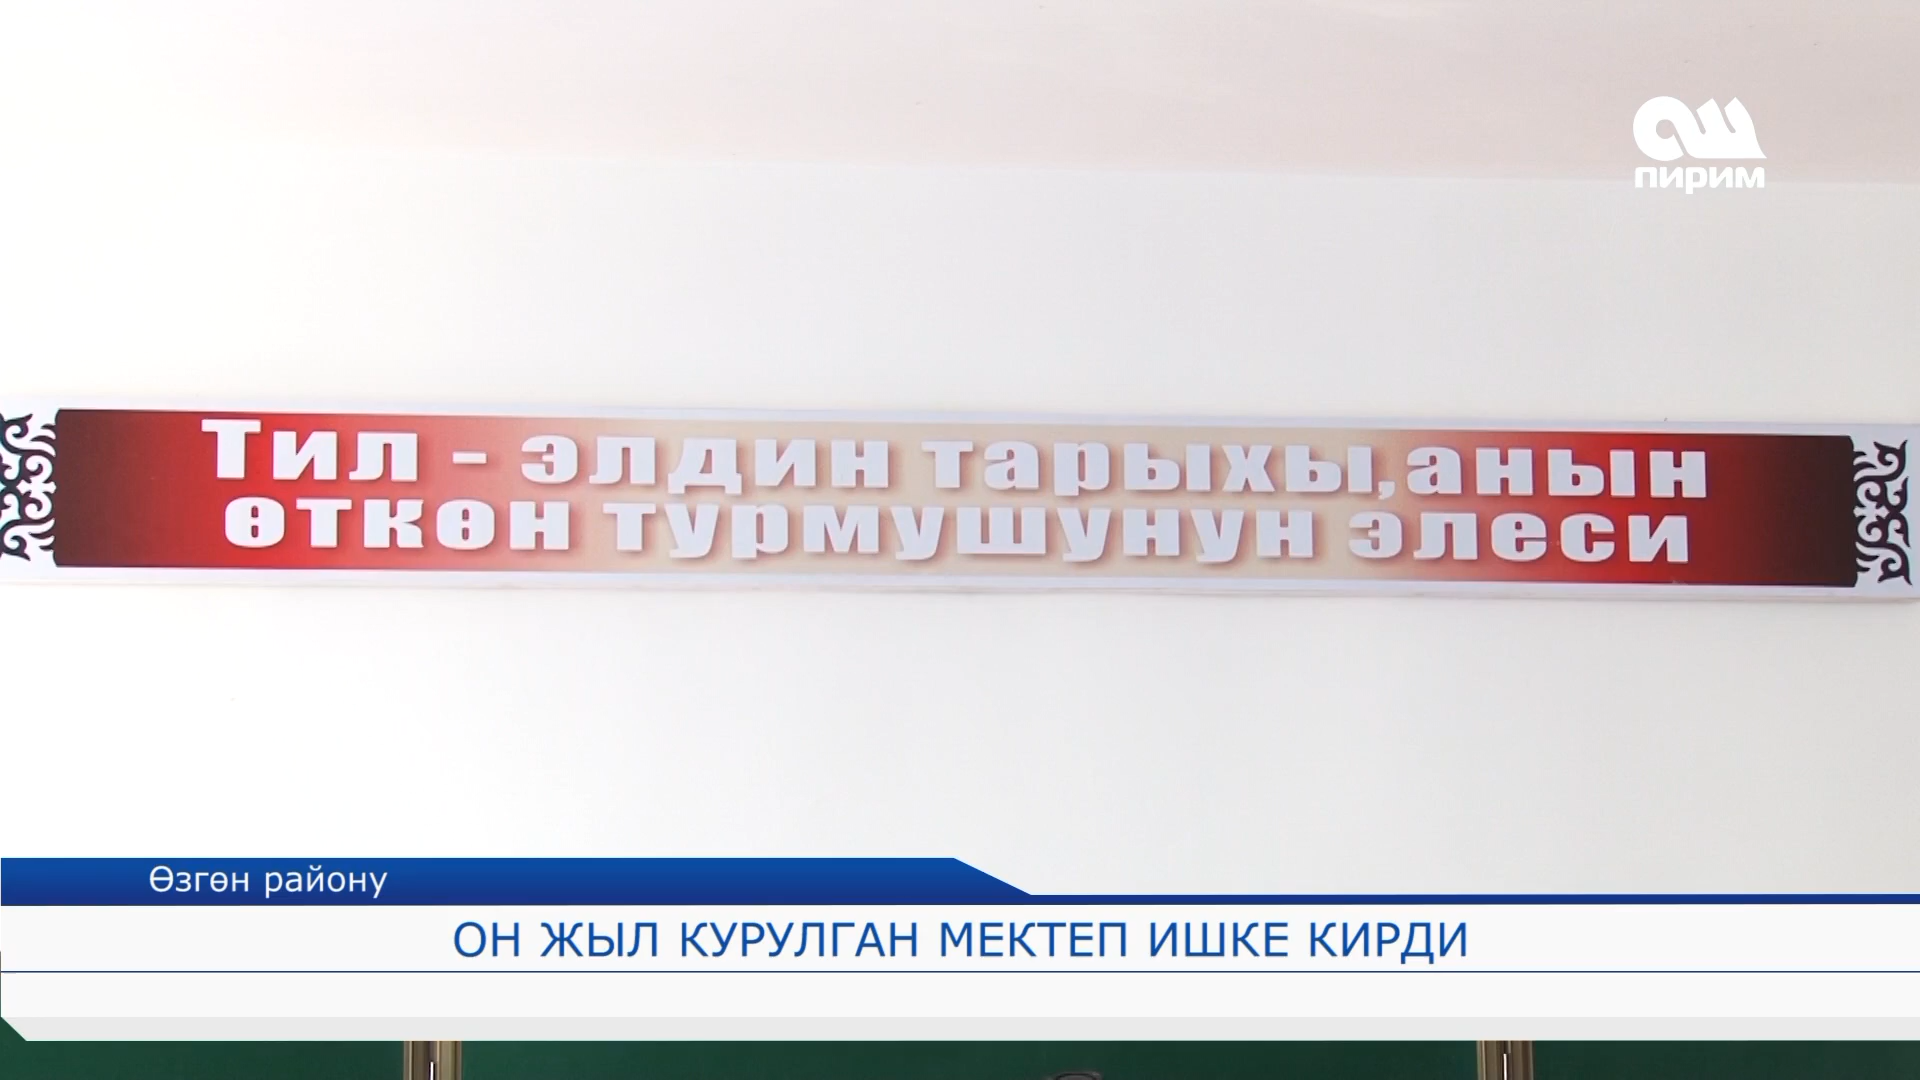 ОШ
ПИРИМ
Тил - элдин тарыхы,анын
өткөн турмушунун элеси
Өзгөн району
ОН ЖЫЛ КУРУЛГАН МЕКТЕП ИШКЕ КИРДИ